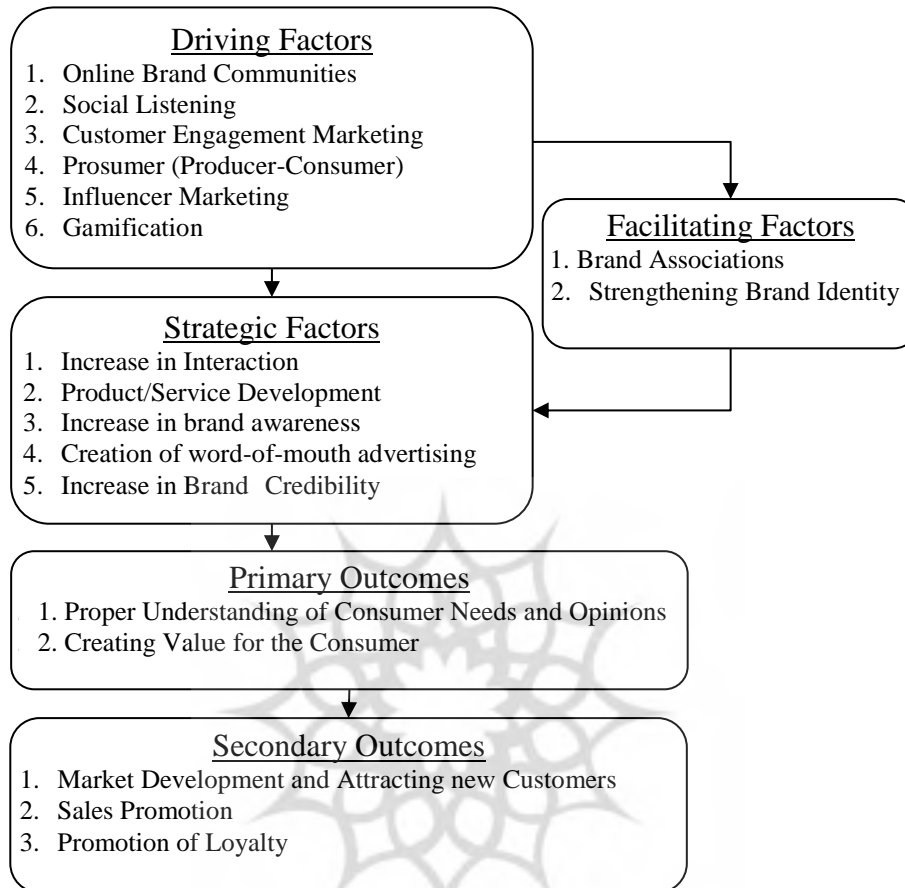 Driving Factors
1. Online Brand Communities
2. Social Listening
3. Customer Engagement Marketing
4. Prosumer (Producer-Consumer)
5. Influencer Marketing
6. Gamification
Facilitating Factors
1. Brand Associations
2. Strengthening Brand Identity
Strategic Factors
1. Increase in Interaction
2. Product/Service Development
3. Increase in brand awareness
4. Creation of word-of-mouth advertising
5. Increase in Brand Credibility
Primary Outcomes
1. Proper Understanding of Consumer Needs and Opinions
2. Creating Value for the Consumer
Secondary Outcomes
1. Market Development and Attracting new Customers
2. Sales Promotion
3. Promotion of Loyalty